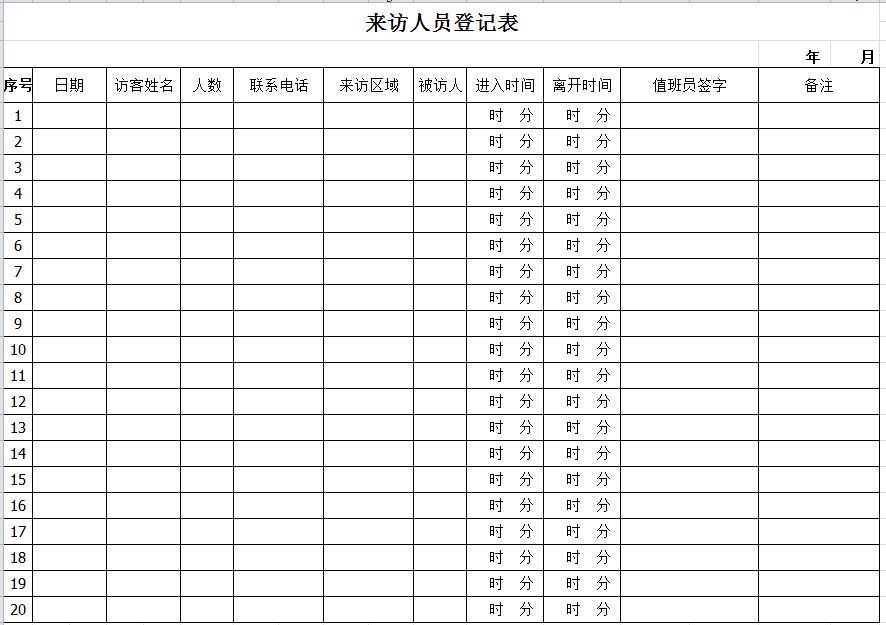 来访人员登记表
年 月
序号 日期 访客姓名 人数 联系电话 来访区域 被访人 进入时间 离开时间 值班员签字 备注
1 时 分 时 分
2 时 分 时 分
3 时 分 时 分
4 时 分 时 分
5 时 分 时 分
6 时 分 时 分
7 时 分 时 分
8 时 分 时 分
9 时 分 时 分
10 时 分 时 分
11 时 分 时 分
12 时 分 时 分
13 时 分 时 分
14 时 分 时 分
15 时 分 时 分
16 时 分 时 分
17 时 分 时 分
18 时 分 时 分
19 时 分 时 分
20 时 分 时 分